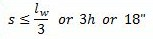 s ≤ l_w/3 or 3h or 18"